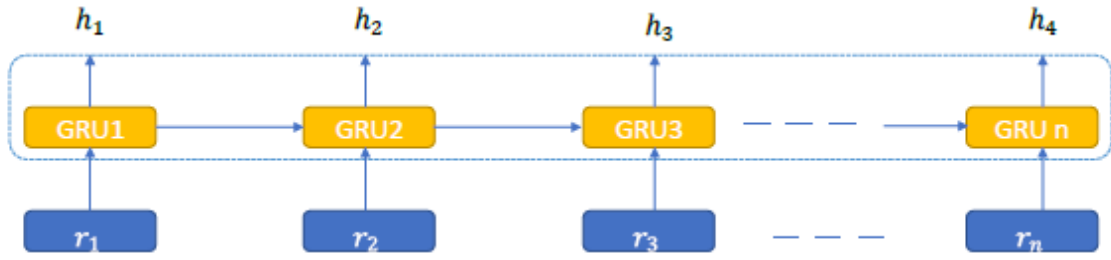 h₁ h₂ h₃ h₄
GRU1 GRU2 GRU3 GRU n
r₁ r₂ r₃ rₙ